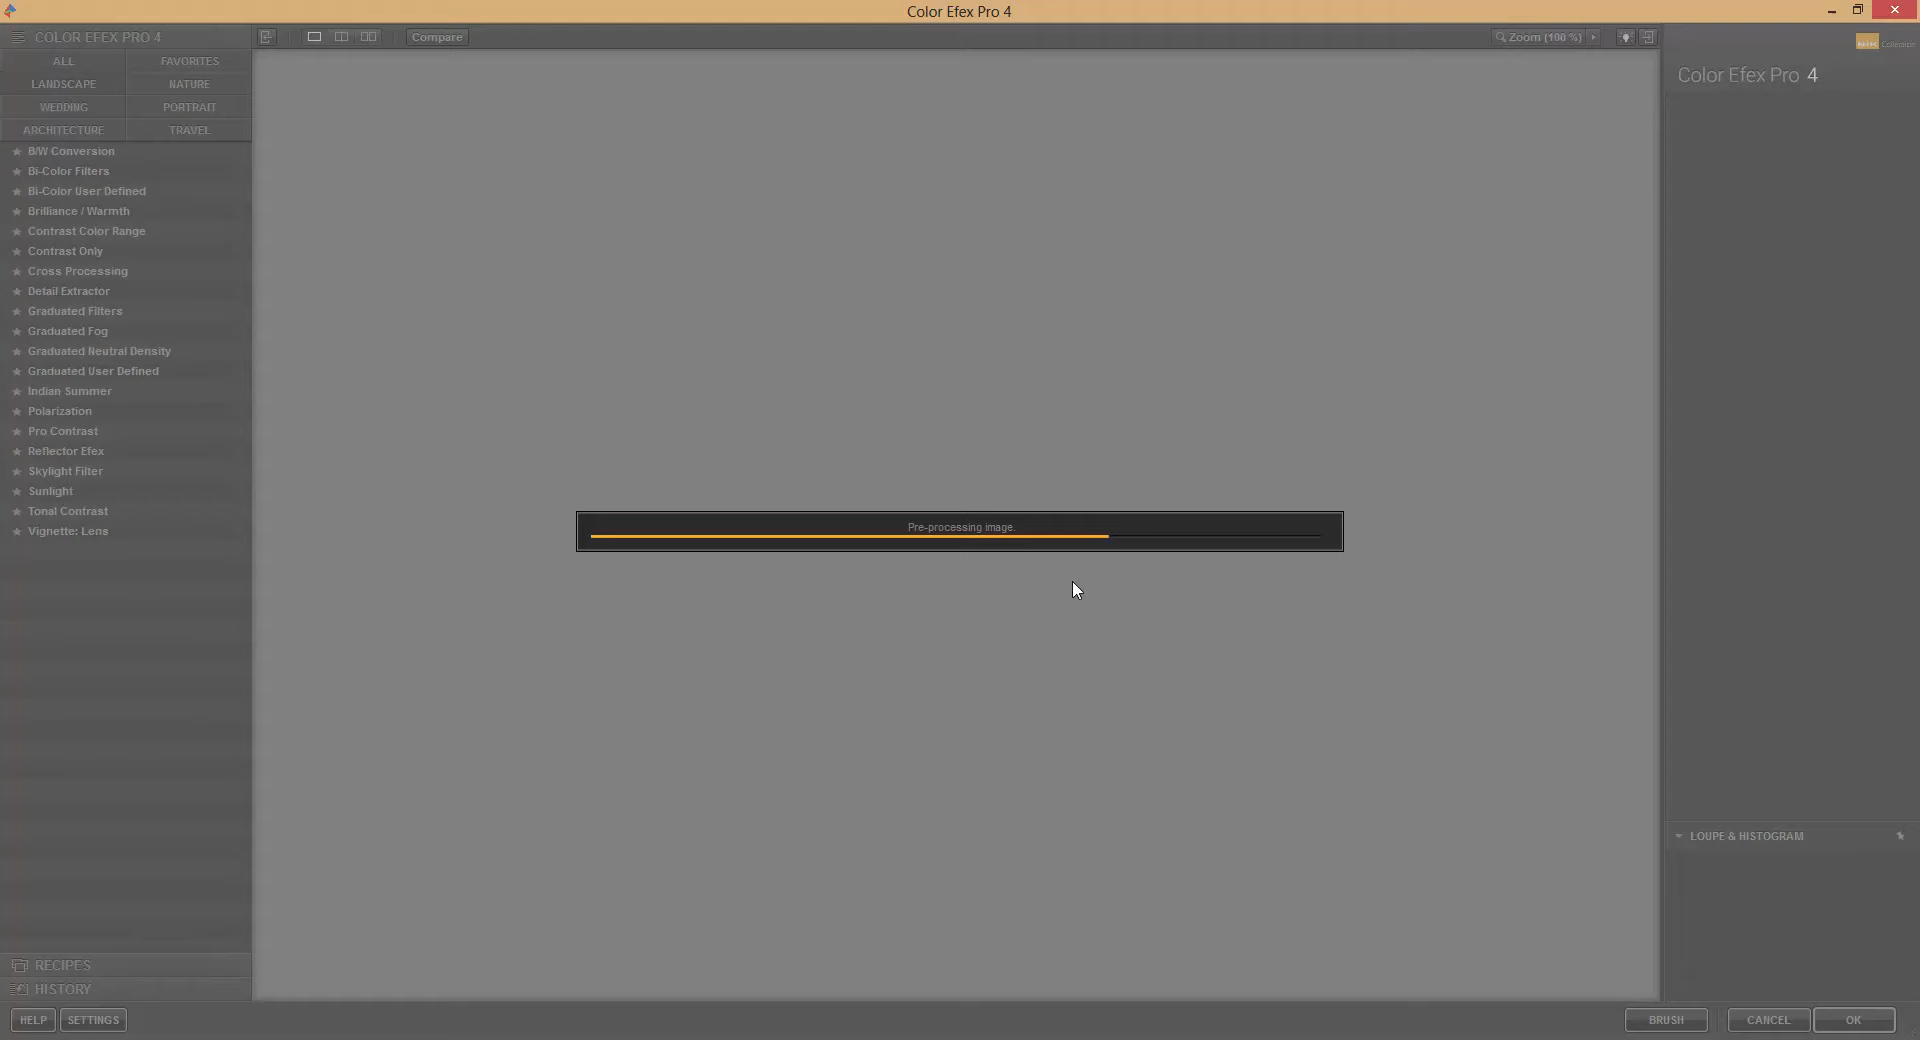 Color Efex Pro 4
COLOR EFEX PRO 4
Compare
Zoom (100 %)
Collection
ALL
FAVORITES
LANDSCAPE
NATURE
WEDDING
PORTRAIT
ARCHITECTURE
TRAVEL
Color Efex Pro 4
B/W Conversion
Bi-Color Filters
Bi-Color User Defined
Brilliance / Warmth
Contrast Color Range
Contrast Only
Cross Processing
Detail Extractor
Graduated Filters
Graduated Fog
Graduated Neutral Density
Graduated User Defined
Indian Summer
Polarization
Pro Contrast
Reflector Efex
Skylight Filter
Sunlight
Tonal Contrast
Vignette: Lens
Pre-processing image.
LOUPE & HISTOGRAM
RECIPES
HISTORY
HELP
SETTINGS
BRUSH
CANCEL
OK